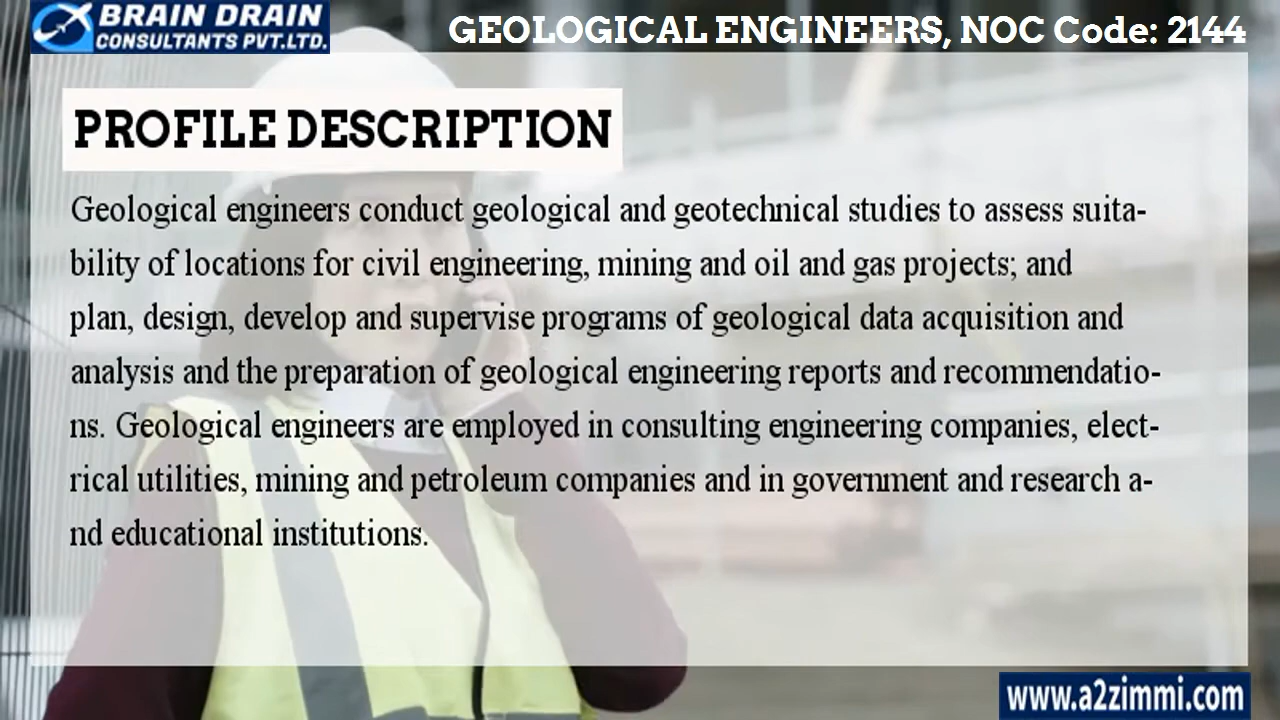 BRAIN DRAIN
CONSULTANTS PVT.LTD.
GEOLOGICAL ENGINEERS, NOC Code: 2144
PROFILE DESCRIPTION
Geological engineers conduct geological and geotechnical studies to assess suita-
bility of locations for civil engineering, mining and oil and gas projects; and
plan, design, develop and supervise programs of geological data acquisition and
analysis and the preparation of geological engineering reports and recommendatio-
ns. Geological engineers are employed in consulting engineering companies, elect-
rical utilities, mining and petroleum companies and in government and research a-
nd educational institutions.
www.a2zimmi.com